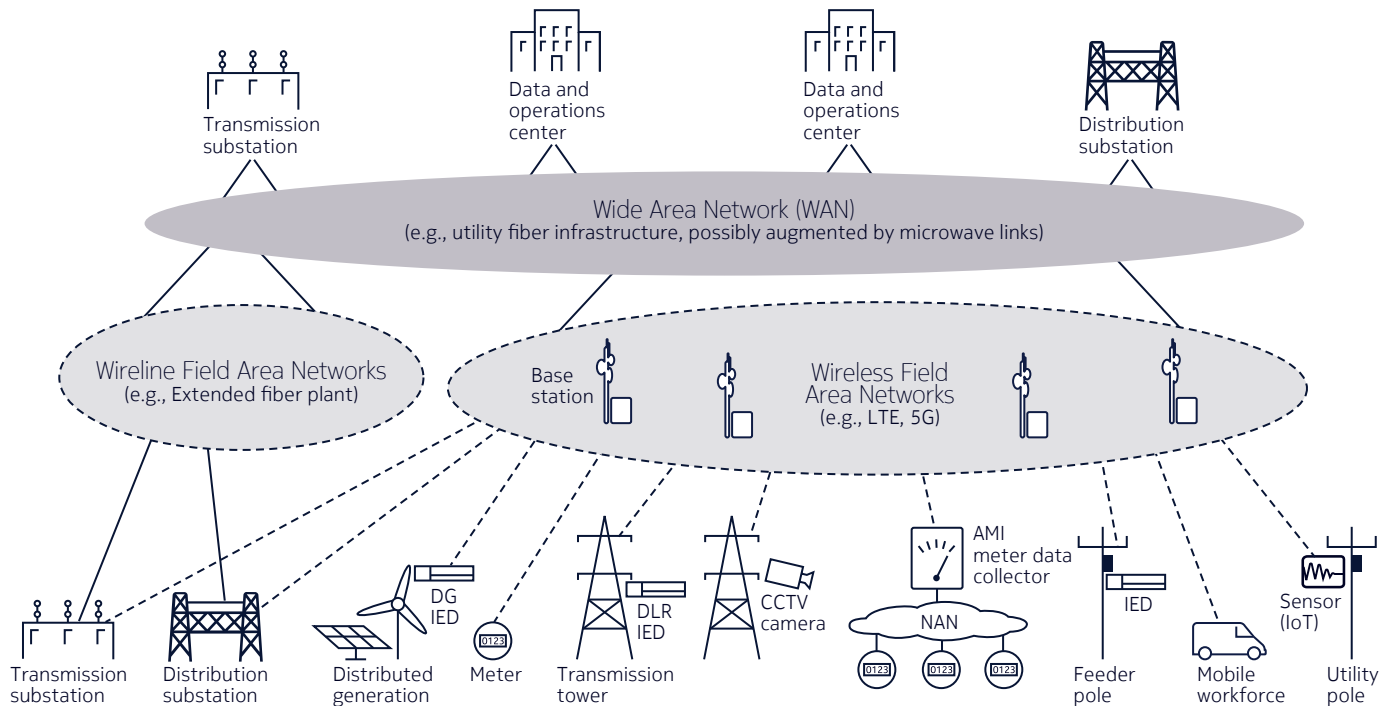 Transmission
substation
Data and
operations
center
Data and
operations
center
Distribution
substation
Wide Area Network (WAN)
(e.g., utility fiber infrastructure, possibly augmented by microwave links)
Wireline Field Area Networks
(e.g., Extended fiber plant)
Base
station
Wireless Field
Area Networks
(e.g., LTE, 5G)
Transmission
substation
Distribution
substation
DG
IED
Distributed
generation
0123
Meter
DLR
IED
Transmission
tower
CCTV
camera
AMI
meter data
collector
NAN
0123
0123
0123
IED
Feeder
pole
Mobile
workforce
Sensor
(IoT)
Utility
pole